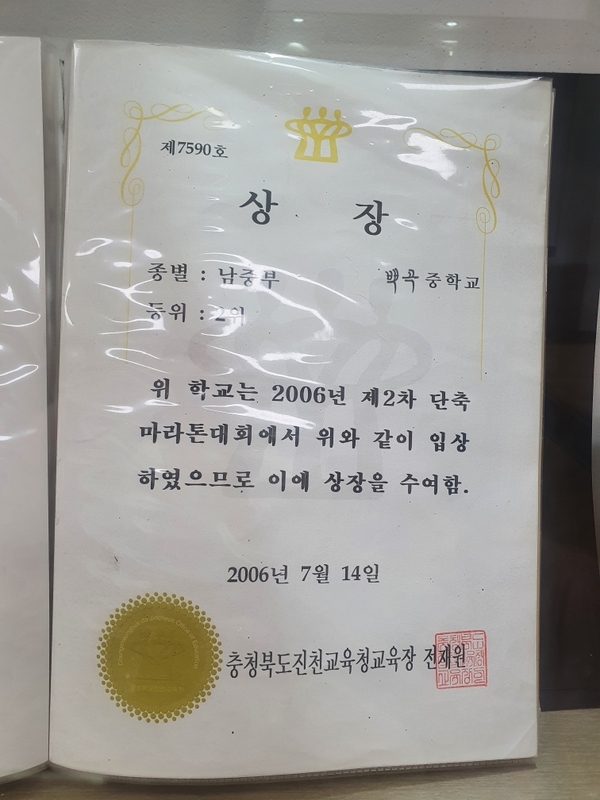 제7590호
상 장
종별 : 남중부
백곡중학교
등위 : 2위
위 학교는 2006년 제2차 단축
마라톤대회에서 위와 같이 입상
하였으므로 이에 상장을 수여함.
2006년 7월 14일
충청북도진천교육청교육장 전재원